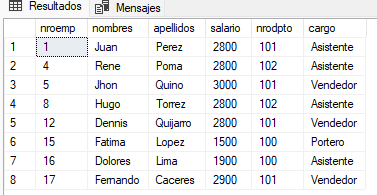 Resultados Mensajes
nroemp nombres apellidos salario nrodpto cargo
1 1 Juan Perez 2800 101 Asistente
2 4 Rene Poma 2800 102 Asistente
3 5 Jhon Quino 3000 101 Vendedor
4 8 Hugo Torrez 2800 102 Asistente
5 12 Dennis Quijarro 2800 101 Vendedor
6 15 Fatima Lopez 1500 100 Portero
7 16 Dolores Lima 1900 100 Asistente
8 17 Fernando Caceres 2900 101 Vendedor